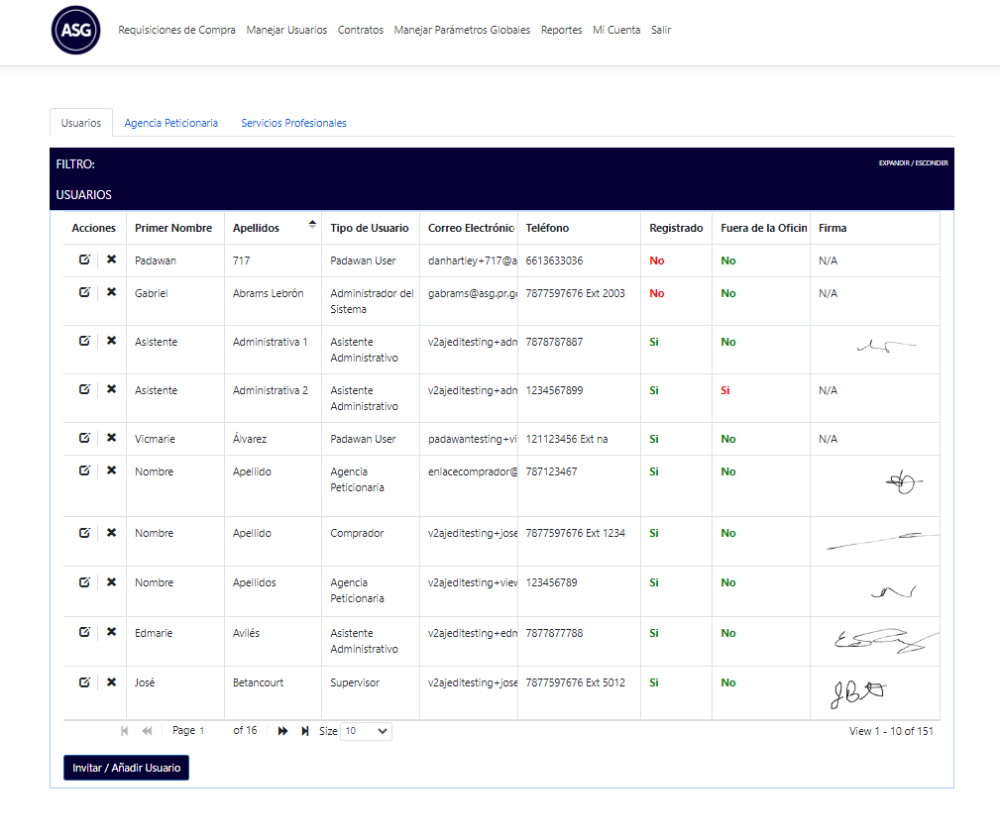 ASG
Requisiciones de Compra Manejar Usuarios Contratos Manejar Parámetros Globales Reportes Mi Cuenta Salir
Usuarios Agencia Peticionaria Servicios Profesionales
FILTRO: EXPANDIR / ESCONDER
USUARIOS
Acciones Primer Nombre Apellidos Tipo de Usuario Correo Electrónico Teléfono Registrado Fuera de la Oficin Firma
Padawan 717 Padawan User danhartley+717@a 6613633036 No No N/A
Gabriel Abrams Lebrón Administrador del gabrams@asg.pr.go 7877597676 Ext 2003 No No N/A
Sistema
Asistente Administrativa 1 Asistente v2ajeditesting+adm 7878787887 Si No
Administrativo
Asistente Administrativa 2 Asistente v2ajeditesting+adm 1234567899 Si Si N/A
Administrativo
Vicmarie Álvarez Padawan User padawantesting+vi 121123456 Ext na Si No N/A
Nombre Apellido Agencia enlacecomprador@ 787123467 Si No
Peticionaria
Nombre Apellido Comprador v2ajeditesting+jose 7877597676 Ext 1234 Si No
Nombre Apellidos Agencia v2ajeditesting+view 123456789 Si No
Peticionaria
Edmarie Avilés Asistente v2ajeditesting+edm 7877877788 Si No
Administrativo
José Betancourt Supervisor v2ajeditesting+jose 7877597676 Ext 5012 Si No
Page 1 of 16 Size 10 View 1 - 10 of 151
Invitar / Añadir Usuario